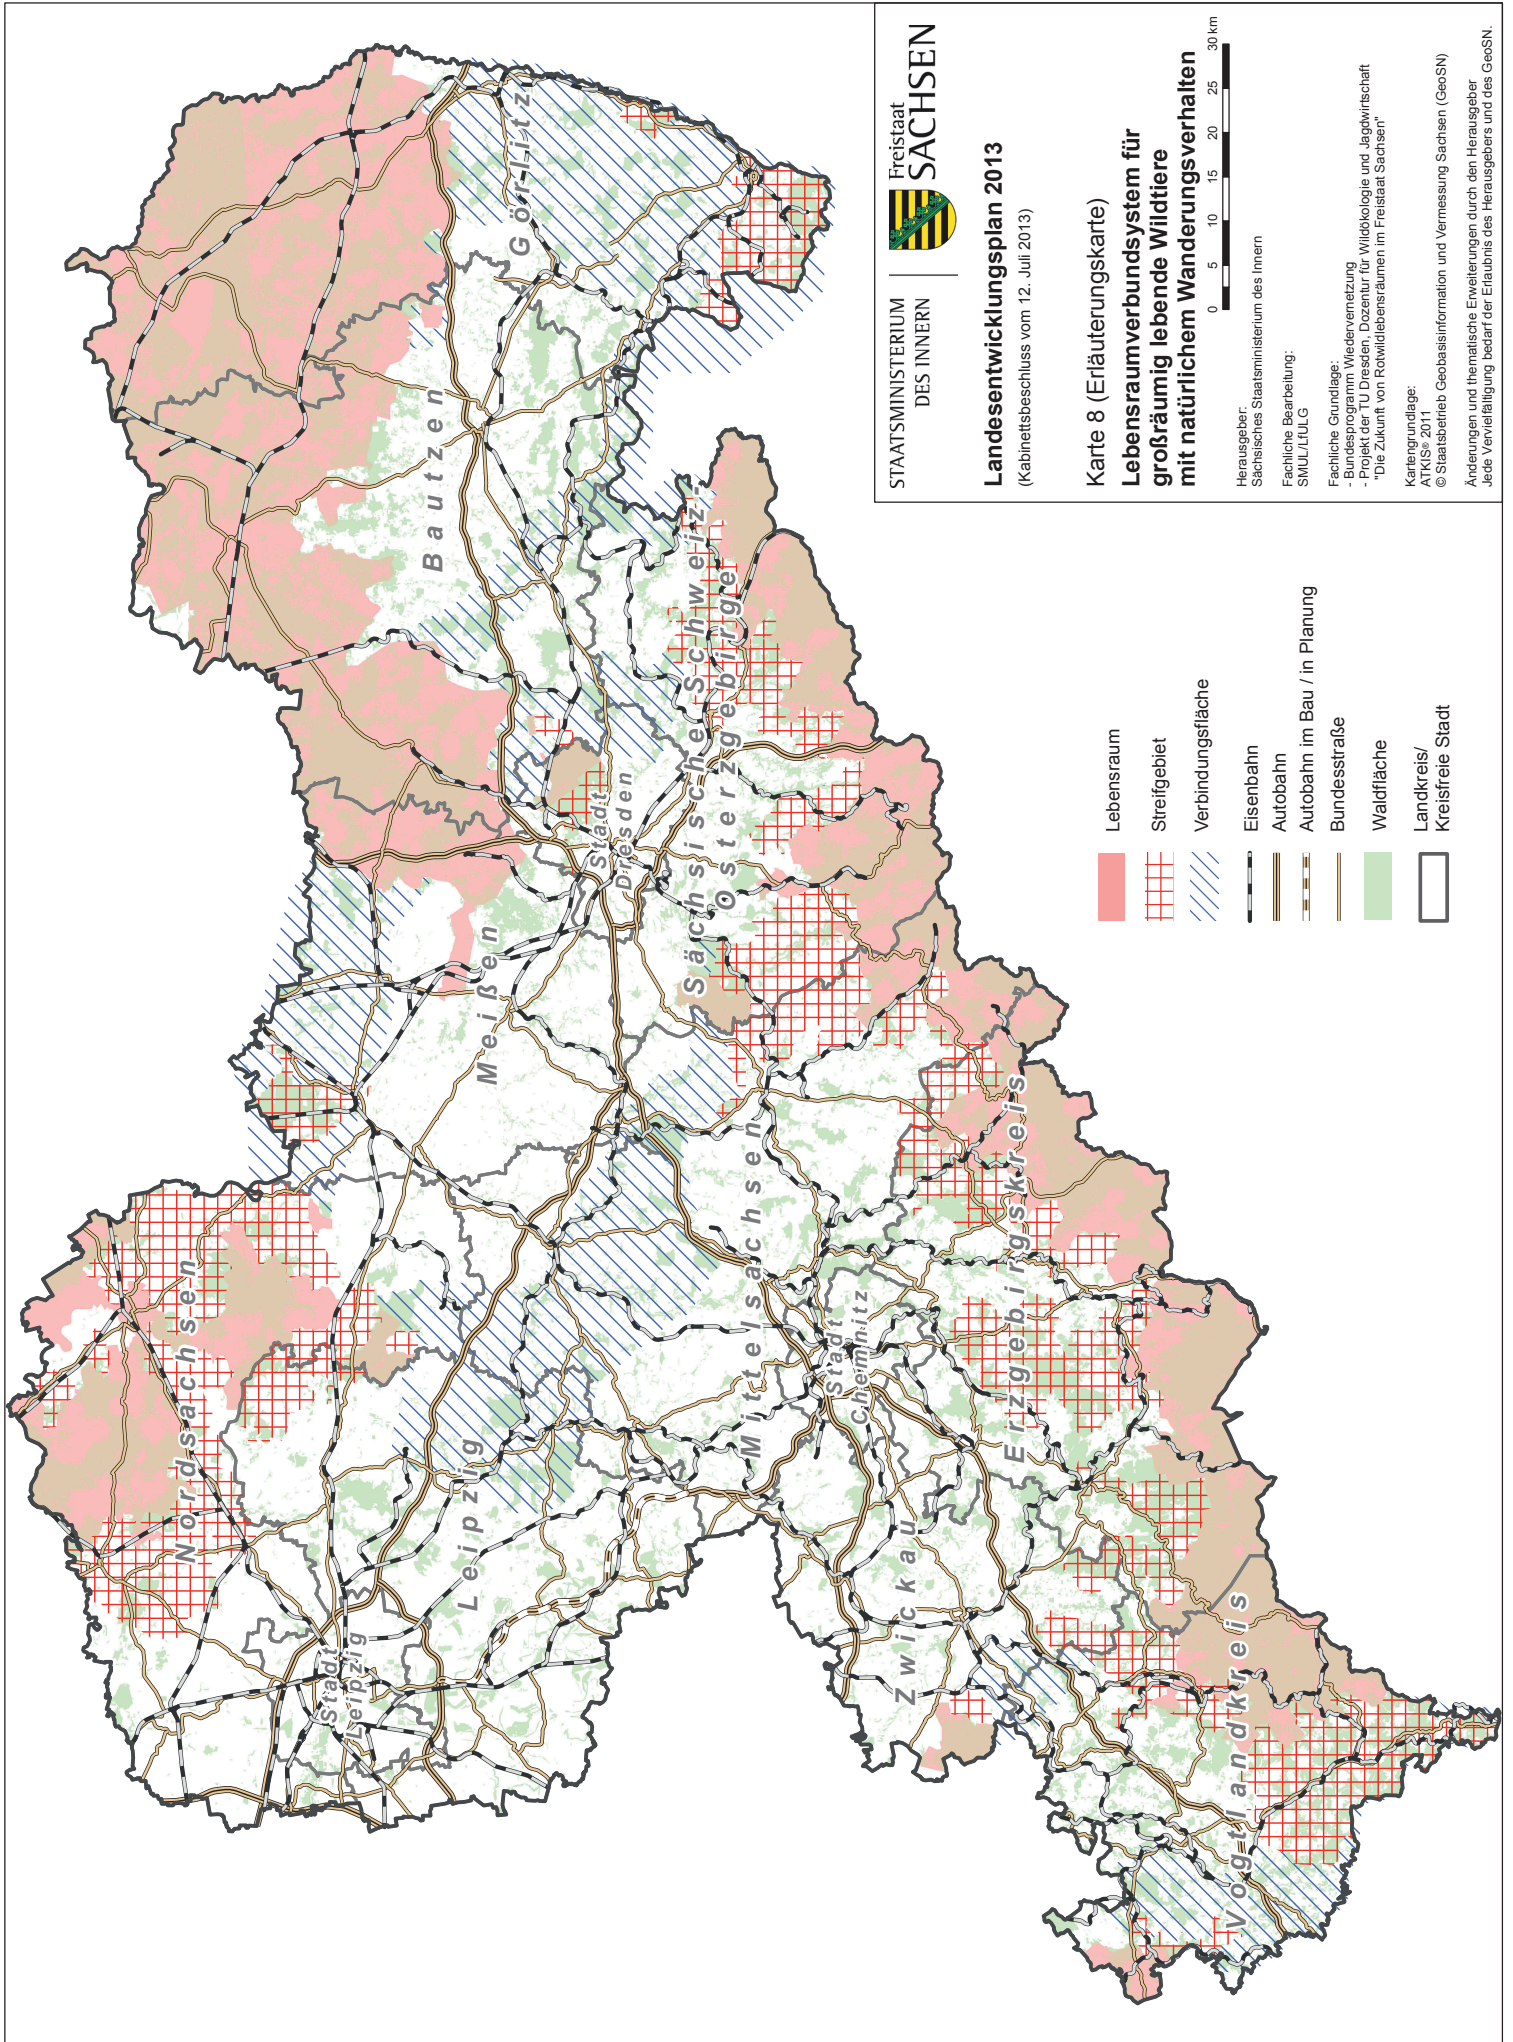 STAATSMINISTERIUM
DES INNERN
Freistaat
SACHSEN
Landesentwicklungsplan 2013
(Kabinettsbeschluss vom 12. Juli 2013)
Karte 8 (Erläuterungskarte)
Lebensraumverbundsystem für
großräumig lebende Wildtiere
mit natürlichem Wanderungsverhalten
0 5 10 15 20 25 30 km
Herausgeber:
Sächsisches Staatsministerium des Innern
Fachliche Bearbeitung:
SMUL/LfULG
Fachliche Grundlage:
- Bundesprogramm Wiedervernetzung
- Projekt der TU Dresden, Dozentur für Wildökologie und Jagdwirtschaft
"Die Zukunft von Rotwildlebensräumen im Freistaat Sachsen"
Kartengrundlage:
ATKIS® 2011
© Staatsbetrieb Geobasisinformation und Vermessung Sachsen (GeoSN)
Änderungen und thematische Erweiterungen durch den Herausgeber
Jede Vervielfältigung bedarf der Erlaubnis des Herausgebers und des GeoSN.
Lebensraum
Streifgebiet
Verbindungsfläche
Eisenbahn
Autobahn
Autobahn im Bau / in Planung
Bundesstraße
Waldfläche
Landkreis/
Kreisfreie Stadt
Nordsachsen
Stadt
Leipzig
Leipzig
Meißen
Bautzen
Görlitz
Stadt
Dresden
Sächsische Schweiz-
Osterzgebirge
Mittelsachsen
Stadt
Chemnitz
Erzgebirgskreis
Zwickau
Vogtlandkreis